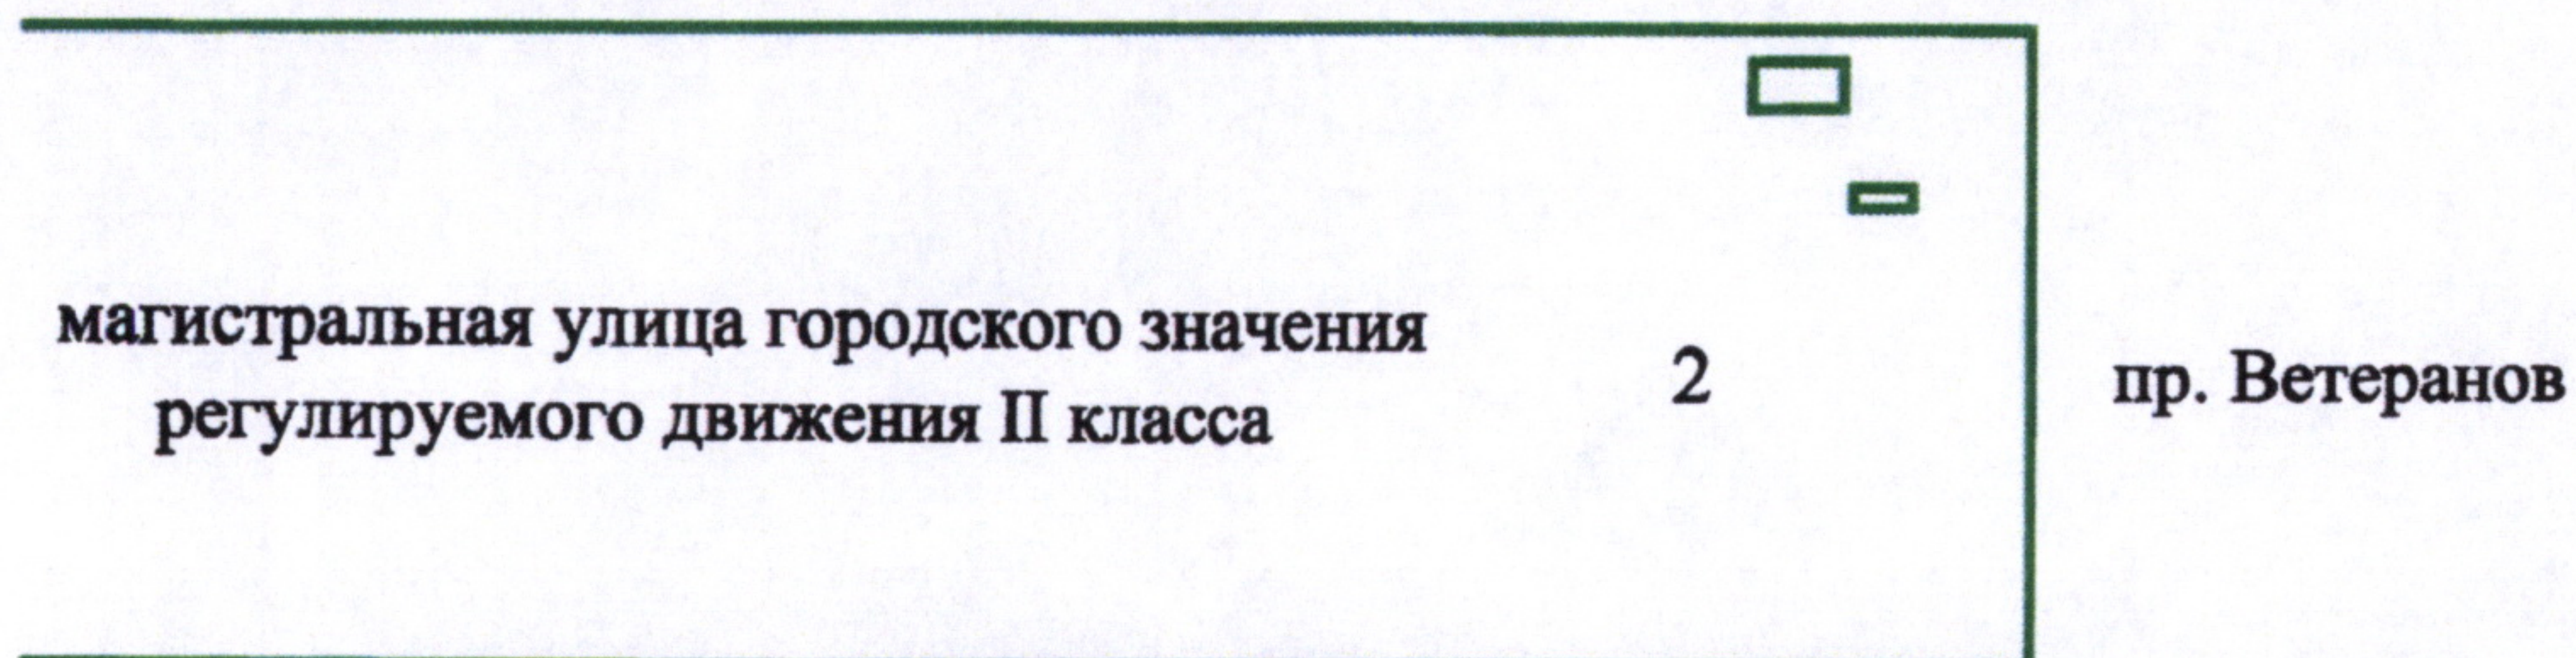 магистральная улица городского значения
регулируемого движения II класса
2
пр. Ветеранов